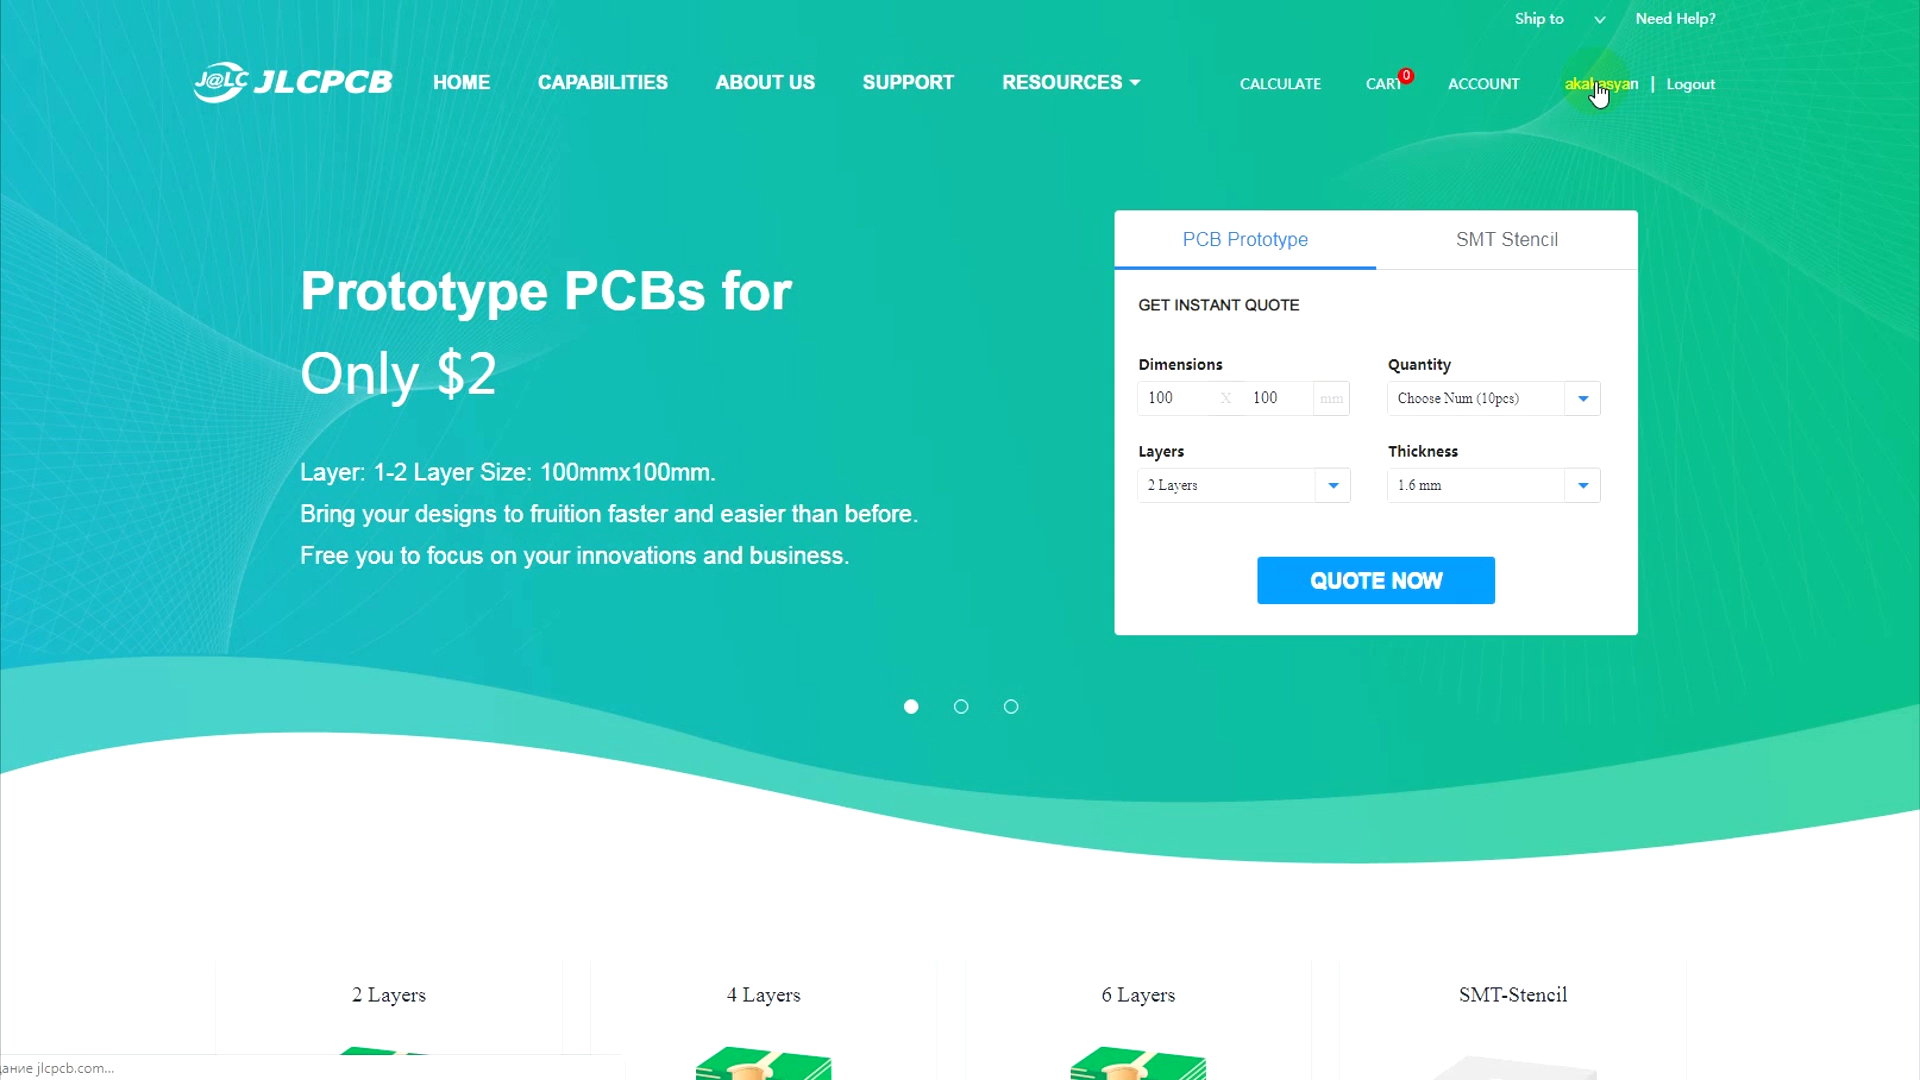 Ship to
Need Help?
J@LC JLCPCB
HOME
CAPABILITIES
ABOUT US
SUPPORT
RESOURCES
CALCULATE
CART
0
ACCOUNT
| Logout
PCB Prototype
SMT Stencil
GET INSTANT QUOTE
Prototype PCBs for
Only $2
Dimensions
Quantity
100 X 100 mm
Choose Num (10pcs)
Layers
Thickness
2 Layers
1.6 mm
Layer: 1-2 Layer Size: 100mmx100mm.
Bring your designs to fruition faster and easier than before.
Free you to focus on your innovations and business.
QUOTE NOW
2 Layers
4 Layers
6 Layers
SMT-Stencil
jlcpcb.com...